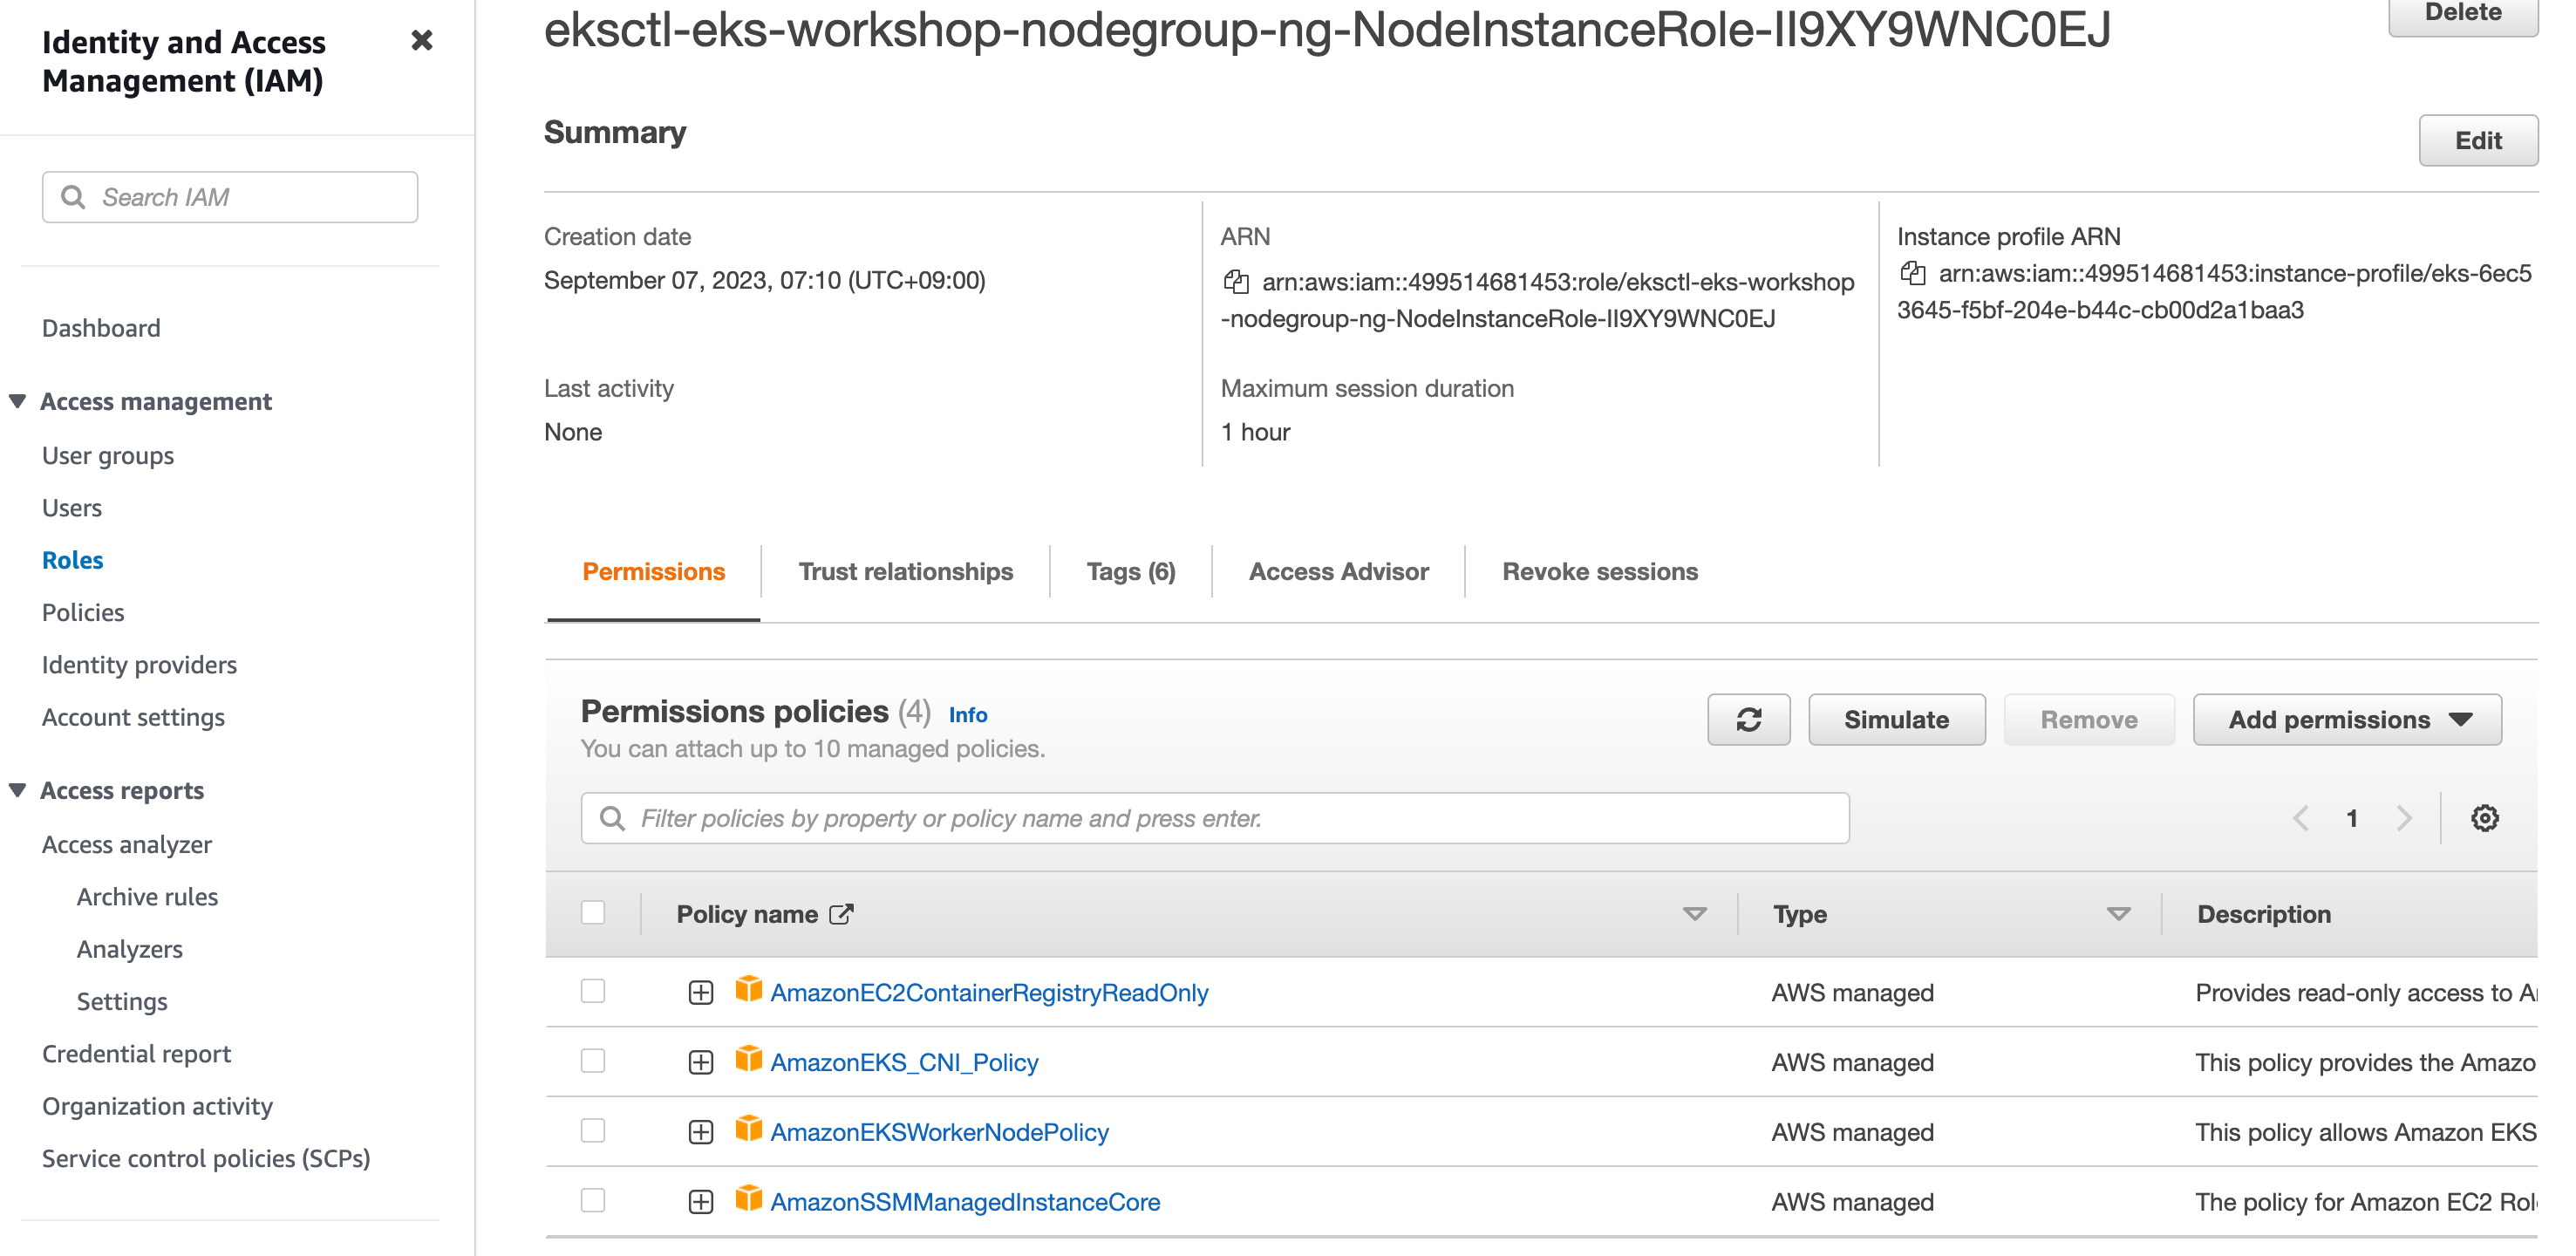 Identity and Access
Management (IAM)
Search IAM
Dashboard
Access management
User groups
Users
Roles
Policies
Identity providers
Account settings
Access reports
Access analyzer
Archive rules
Analyzers
Settings
Credential report
Organization activity
Service control policies (SCPs)
eksctl-eks-workshop-nodegroup-ng-NodeInstanceRole-II9XY9WNC0EJ
Delete
Summary
Edit
Creation date
September 07, 2023, 07:10 (UTC+09:00)
ARN
arn:aws:iam::499514681453:role/eksctl-eks-workshop
-nodegroup-ng-NodeInstanceRole-II9XY9WNC0EJ
Instance profile ARN
arn:aws:iam::499514681453:instance-profile/eks-6ec5
3645-f5bf-204e-b44c-cb00d2a1baa3
Last activity
None
Maximum session duration
1 hour
Permissions
Trust relationships
Tags (6)
Access Advisor
Revoke sessions
Permissions policies (4) Info
You can attach up to 10 managed policies.
Simulate
Remove
Add permissions
Filter policies by property or policy name and press enter.
1
Policy name
Type
Description
AmazonEC2ContainerRegistryReadOnly
AWS managed
Provides read-only access to
AmazonEKS_CNI_Policy
AWS managed
This policy provides the Amazo
AmazonEKSWorkerNodePolicy
AWS managed
This policy allows Amazon EKS
AmazonSSMManagedInstanceCore
AWS managed
The policy for Amazon EC2